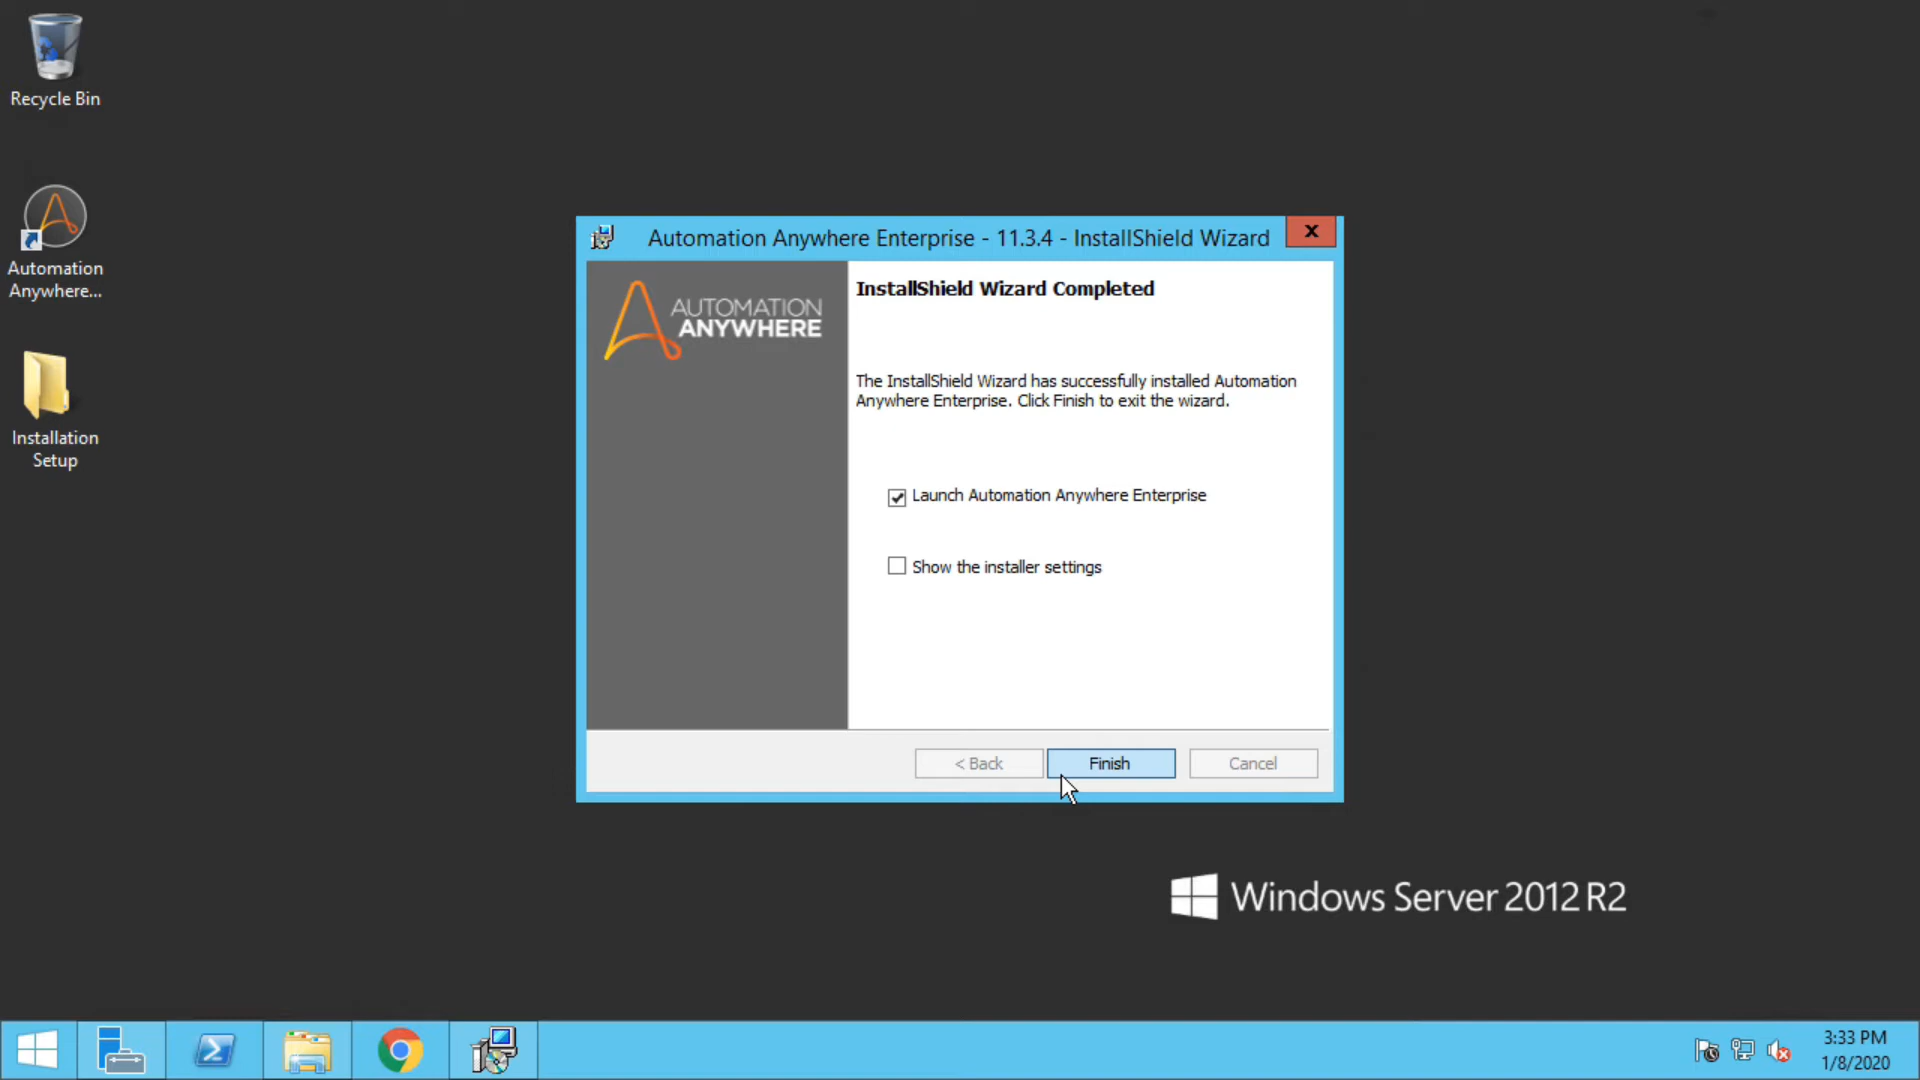 Recycle Bin
Automation
Anywhere...
Installation
Setup
Automation Anywhere Enterprise - 11.3.4 - InstallShield Wizard
x
AUTOMATION
ANYWHERE
InstallShield Wizard Completed
The InstallShield Wizard has successfully installed Automation
Anywhere Enterprise. Click Finish to exit the wizard.
Launch Automation Anywhere Enterprise
Show the installer settings
< Back
Finish
Cancel
Windows Server 2012 R2
3:33 PM
1/8/2020